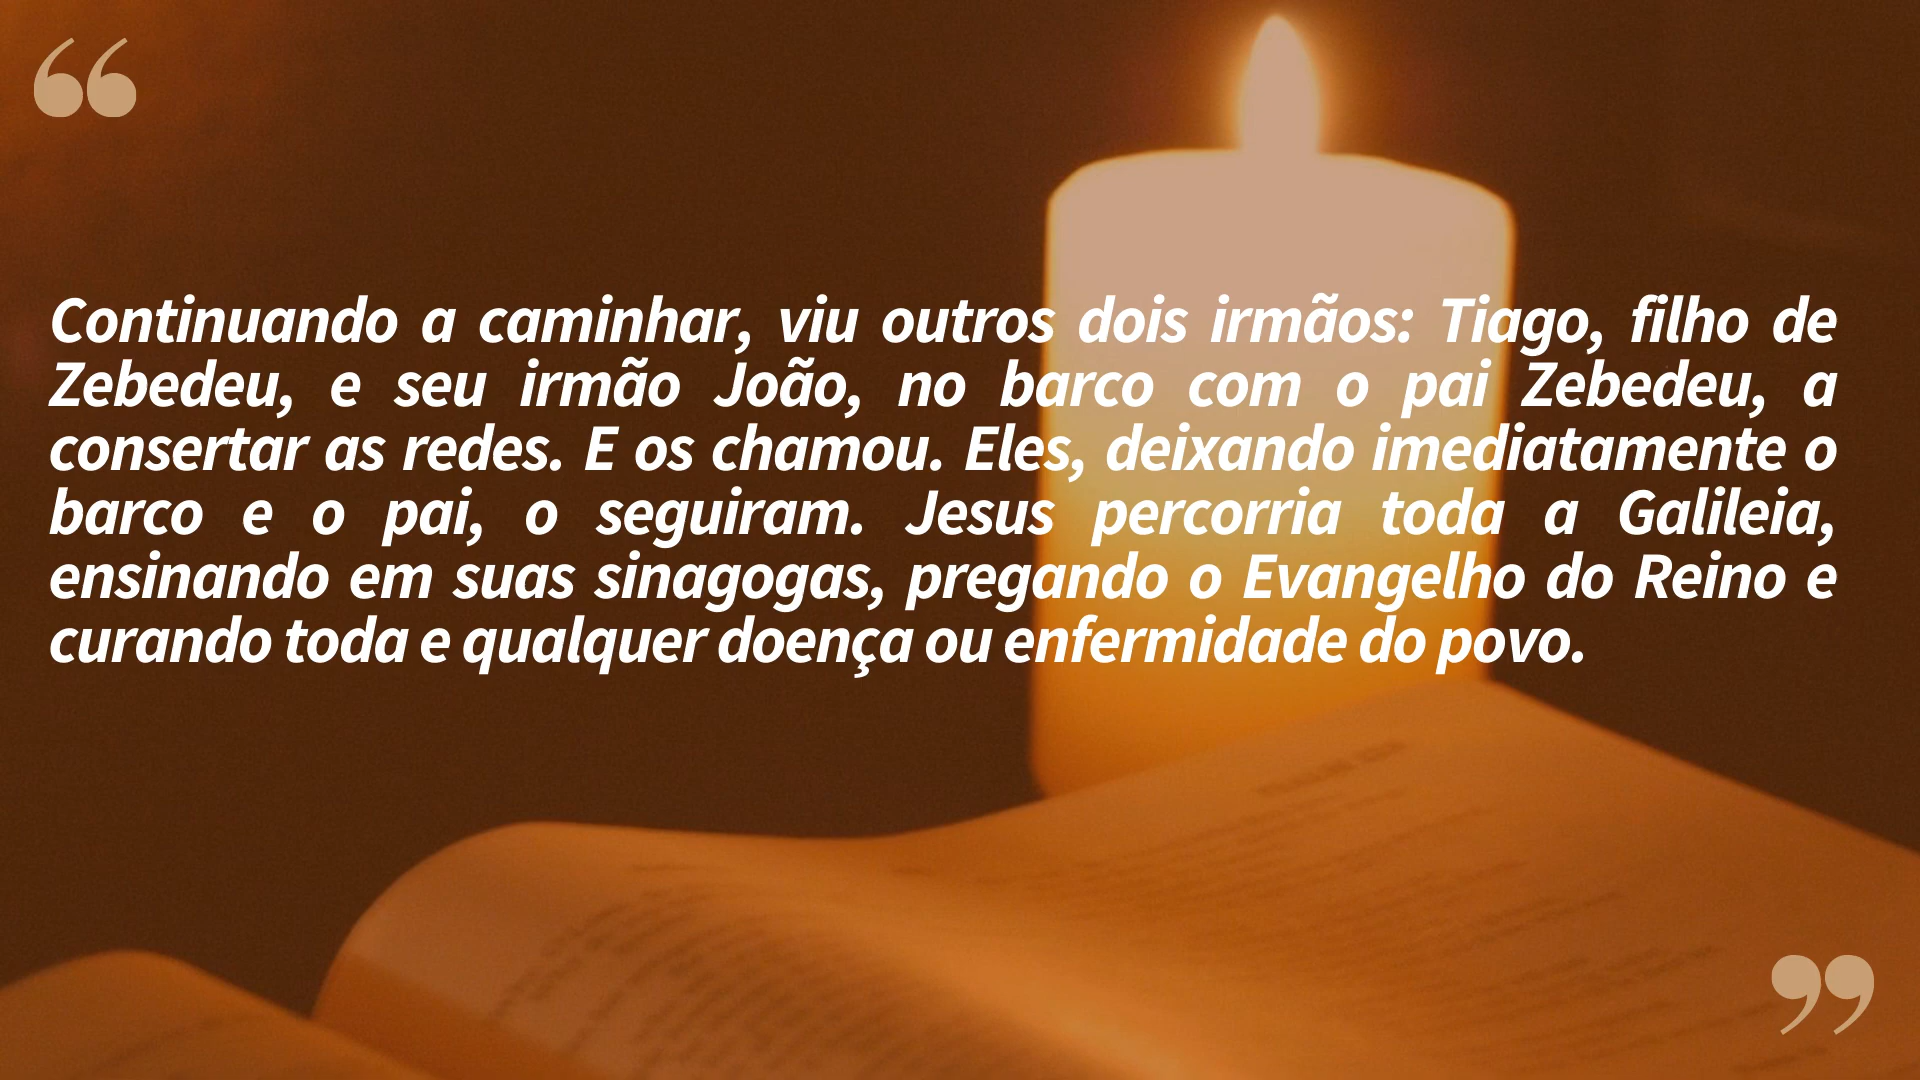 “
Continuando a caminhar, viu outros dois irmãos: Tiago, filho de
Zebedeu, e seu irmão João, no barco com o pai Zebedeu, a
consertar as redes. E os chamou. Eles, deixando imediatamente o
barco e o pai, o seguiram. Jesus percorria toda a Galileia,
ensinando em suas sinagogas, pregando o Evangelho do Reino e
curando toda e qualquer doença ou enfermidade do povo.
”